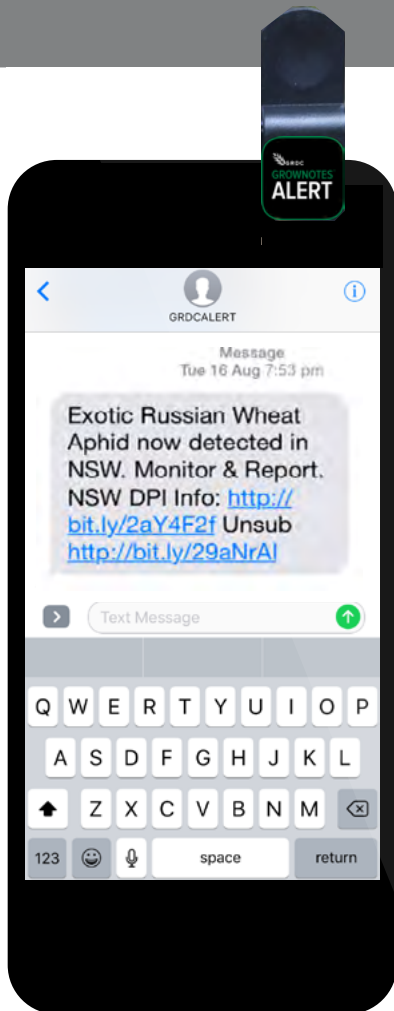 GRDC
GROWNOTES
ALERT
GRDCALERT
Message
Tue 16 Aug 7:53 pm
Exotic Russian Wheat
Aphid now detected in
NSW. Monitor & Report.
NSW DPI Info: http://
bit.ly/2aY4F2f Unsub
http://bit.ly/29aNrAl
Text Message
Q W E R T Y U I O P
A S D F G H J K L
Z X C V B N M
123 space return